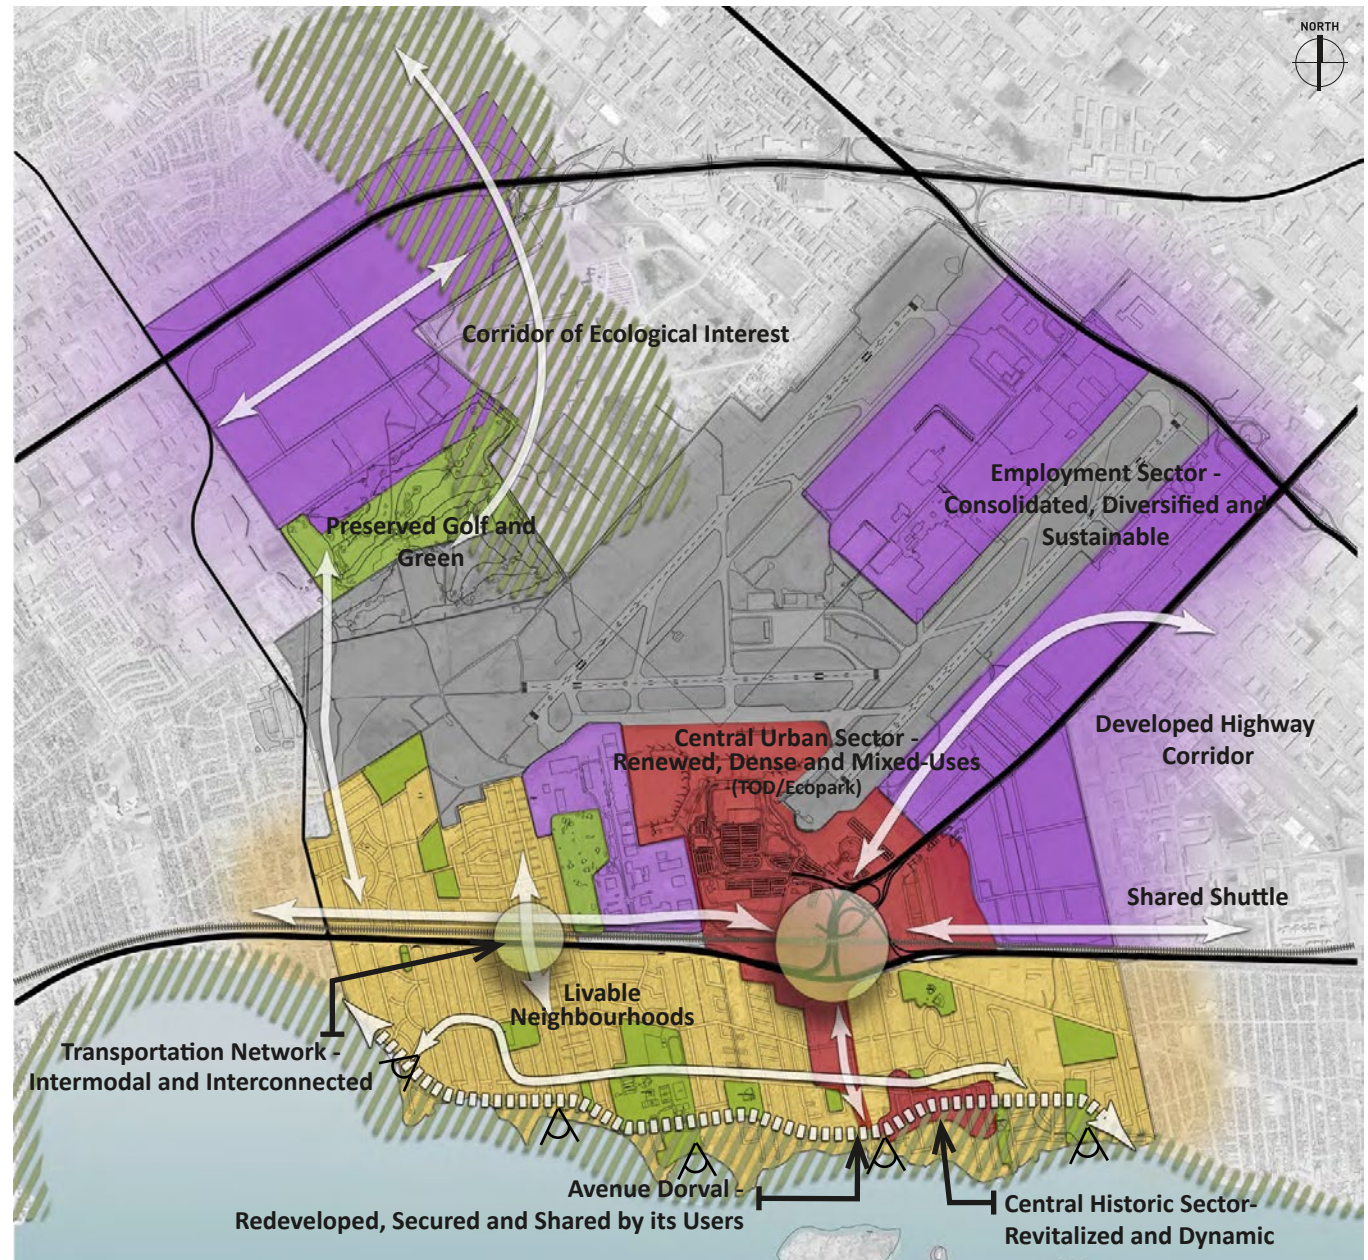 NORTH
Corridor of Ecological Interest
Employment Sector -
Consolidated, Diversified and
Sustainable
Preserved Golf and
Green
Developed Highway
Corridor
Central Urban Sector -
Renewed, Dense and Mixed-Uses
(TOD/Ecopark)
Shared Shuttle
Livable
Neighbourhoods
Transportation Network -
Intermodal and Interconnected
Avenue Dorval -
Redeveloped, Secured and Shared by its Users
Central Historic Sector-
Revitalized and Dynamic